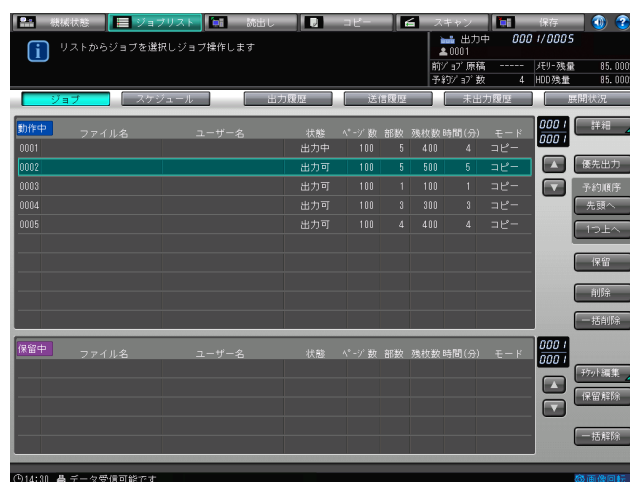 機械状態 ジョブリスト 読出し コピー スキャン 保存
リストからジョブを選択しジョブ操作します
出力中 0001/0005
0001
前ジョブ原稿 ----- メモリー残量 85.000
予約ジョブ数 4 HDD残量 85.000
ジョブ スケジュール 出力履歴 送信履歴 未出力履歴 展開状況
動作中 ファイル名 ユーザー名 状態 ページ数 部数 残枚数 時間(分) モード
0001 出力中 100 5 400 4 コピー
0002 出力可 100 5 500 5 コピー
0003 出力可 100 1 100 1 コピー
0004 出力可 100 3 300 3 コピー
0005 出力可 100 4 400 4 コピー
0001
0001
詳細
優先出力
予約順序
先頭へ
1つ上へ
保留
削除
一括削除
保留中 ファイル名 ユーザー名 状態 ページ数 部数 残枚数 時間(分) モード
0001
0001
チケット編集
保留解除
一括解除
14:30 データ受信可能です 画像回転